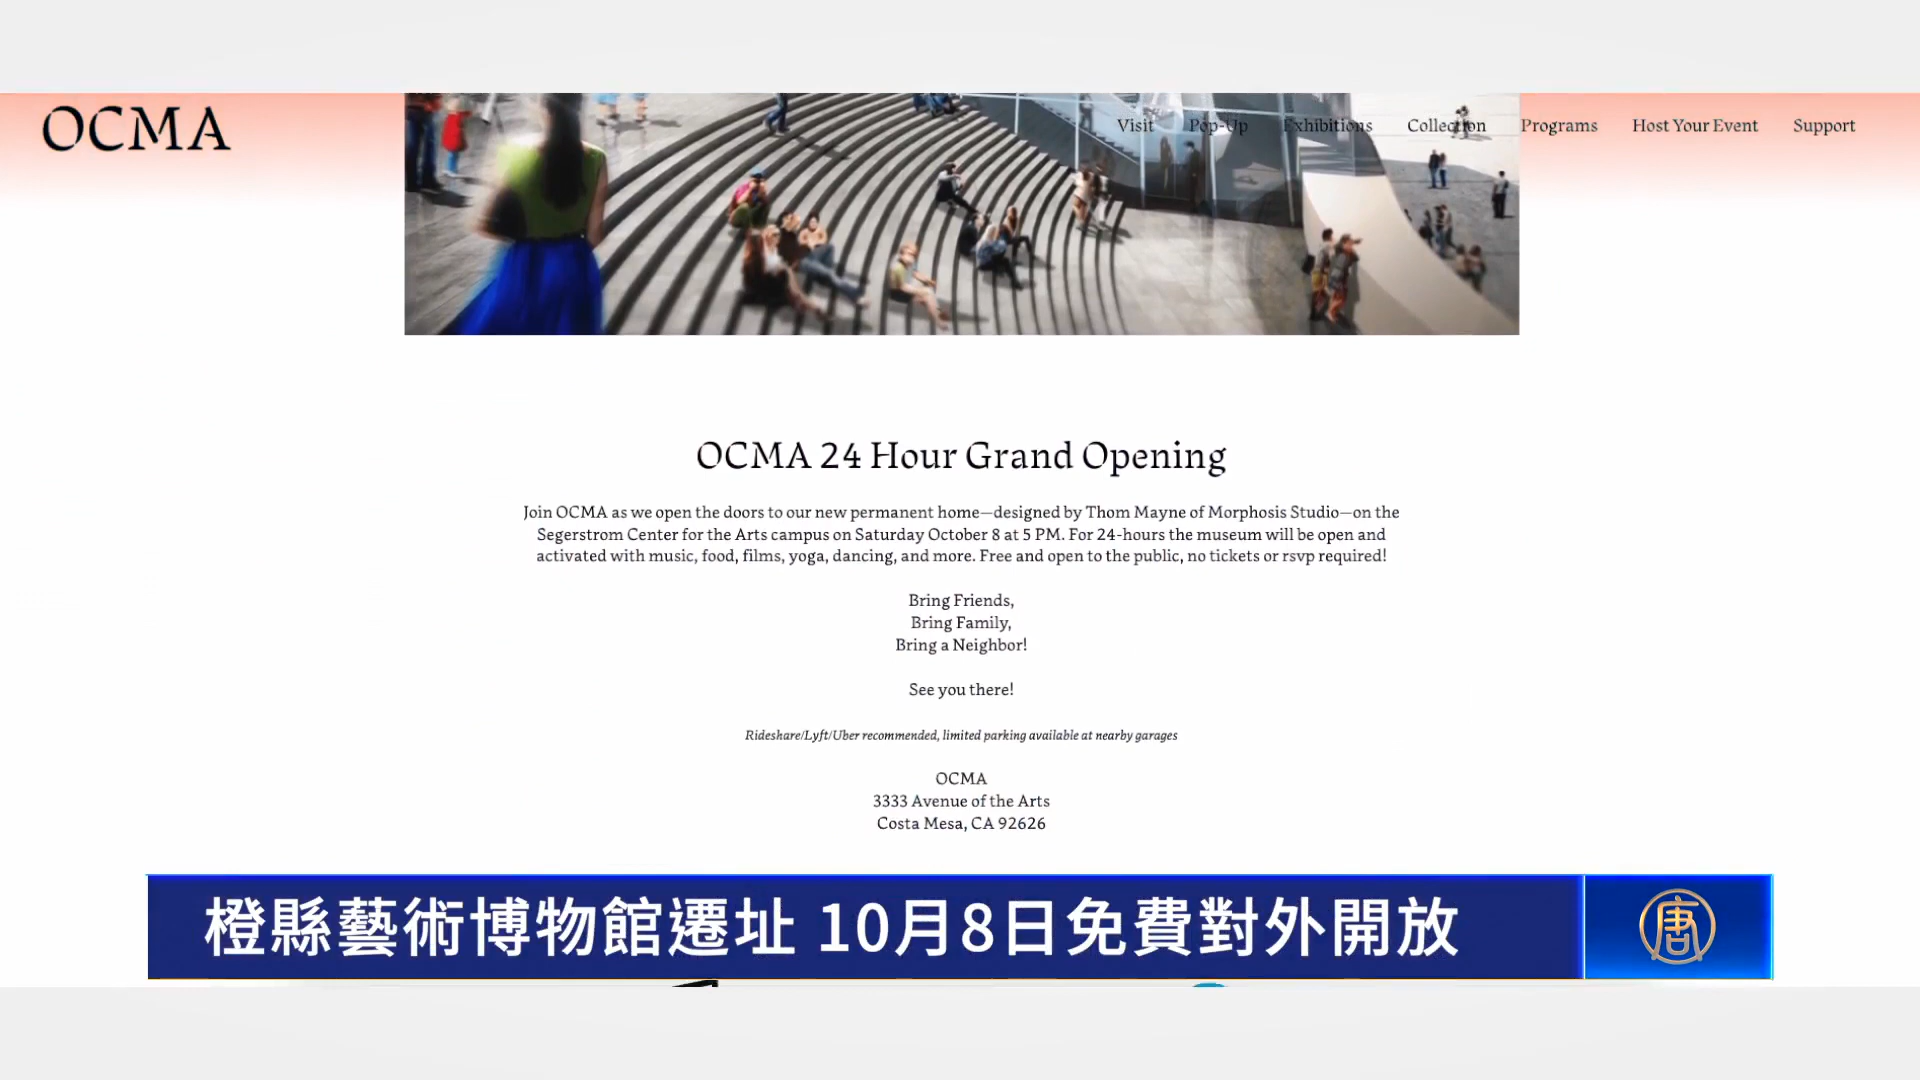 OCMA
Visit Pop-Up Exhibitions Collection Programs Host Your Event Support
OCMA 24 Hour Grand Opening
Join OCMA as we open the doors to our new permanent home—designed by Thom Mayne of Morphosis Studio—on the
Segerstrom Center for the Arts campus on Saturday October 8 at 5 PM. For 24-hours the museum will be open and
activated with music, food, films, yoga, dancing, and more. Free and open to the public, no tickets or rsvp required!
Bring Friends,
Bring Family,
Bring a Neighbor!
See you there!
Rideshare/Lyft/Uber recommended, limited parking available at nearby garages
OCMA
3333 Avenue of the Arts
Costa Mesa, CA 92626
橙縣藝術博物館遷址 10月8日免費對外開放
唐